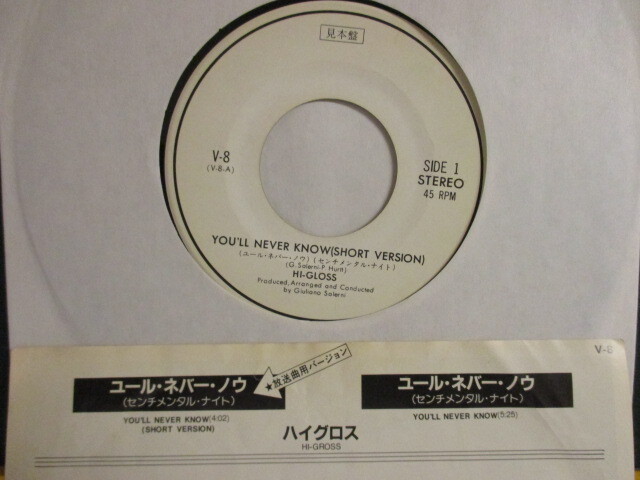 見本盤
V-8
(V-8-A)
SIDE 1
STEREO
45 RPM
YOU'LL NEVER KNOW(SHORT VERSION)
(ユール・ネバー・ノウ)(センチメンタル・ナイト)
(G.Salerni-P.Hunt)
HI-GLOSS
Produced, Arranged and Conducted
by Giuliano Salerni
V-8
★放送曲用バージョン
ユール・ネバー・ノウ
(センチメンタル・ナイト)
YOU'LL NEVER KNOW(4:02)
(SHORT VERSION)
ユール・ネバー・ノウ
(センチメンタル・ナイト)
YOU'LL NEVER KNOW(5:25)
ハイグロス
HI-GROSS